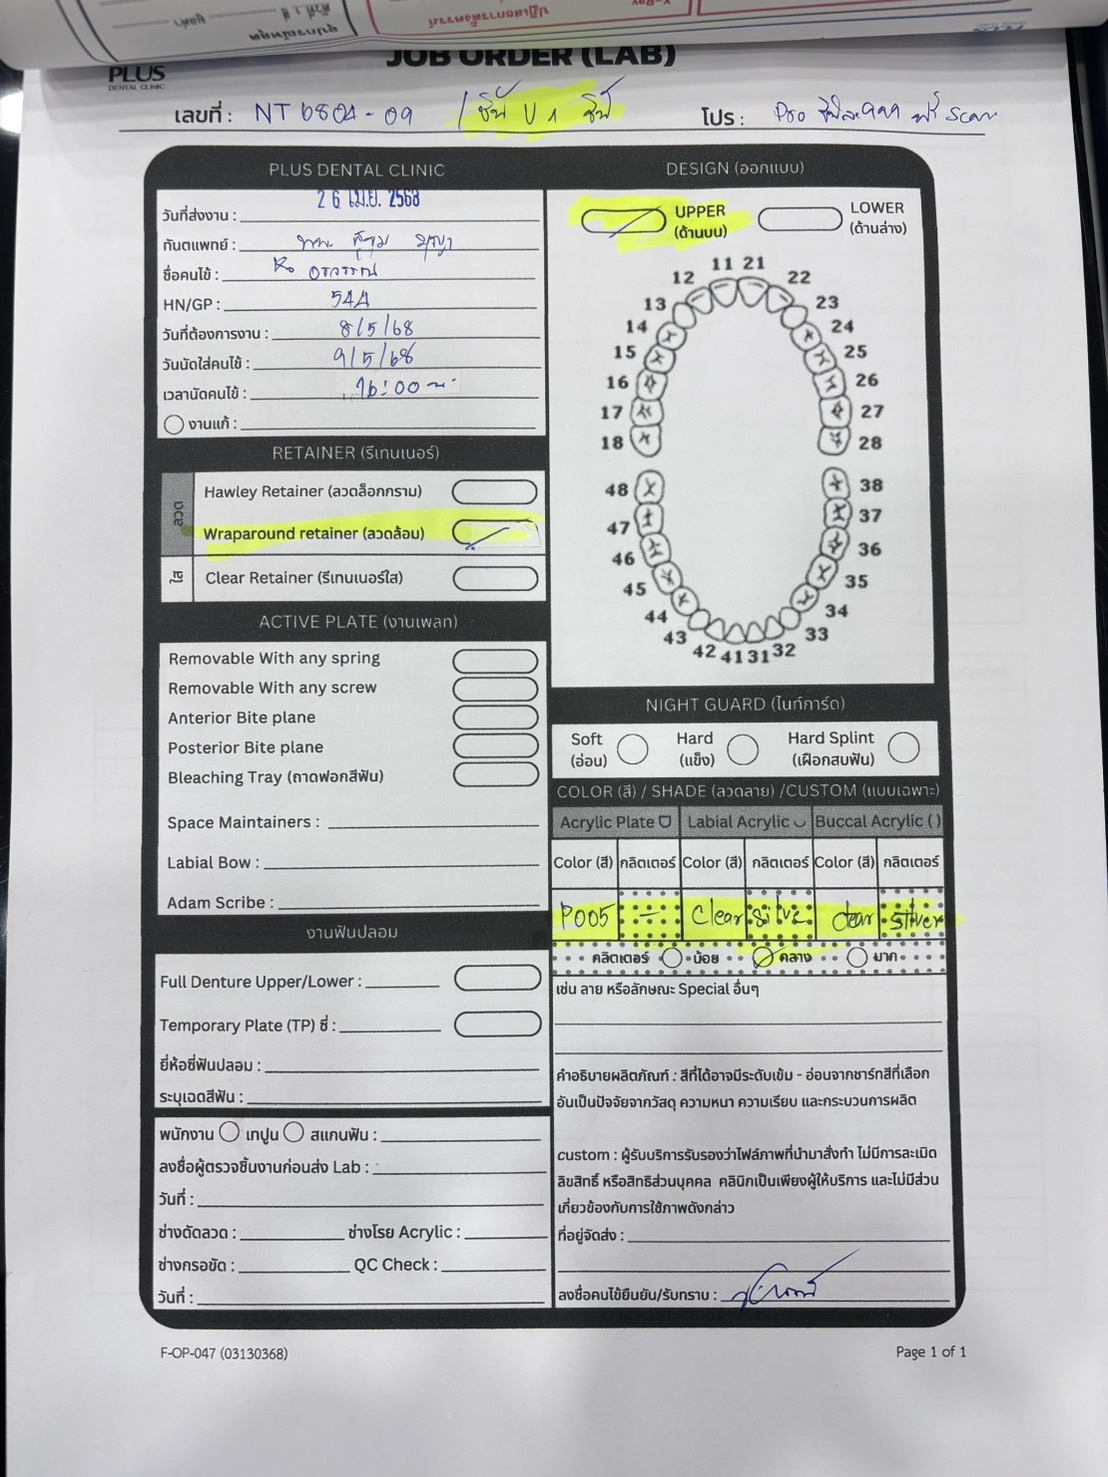 X-Ray
JOB ORDER (LAB)
PLUS
DENTAL CLINIC
เลขที่ : NT 6804-09 / U 1 ชิ้น
โปร : Pro ฟรี Scan
PLUS DENTAL CLINIC
วันที่ส่งงาน : 26 เม.ย. 2568
ทันตแพทย์ :
ชื่อคนไข้ :
HN/GP : 544
วันที่ต้องการงาน : 8/5/68
วันนัดใส่คนไข้ : 9/5/68
เวลานัดคนไข้ : 16:00 น.
งานแก้ :
RETAINER (รีเทนเนอร์)
ลวด
Hawley Retainer (ลวดล็อกกราม)
Wraparound retainer (ลวดล้อม)
ใส
Clear Retainer (รีเทนเนอร์ใส)
ACTIVE PLATE (งานเพลท)
Removable With any spring
Removable With any screw
Anterior Bite plane
Posterior Bite plane
Bleaching Tray (ถาดฟอกสีฟัน)
Space Maintainers :
Labial Bow :
Adam Scribe :
งานฟันปลอม
Full Denture Upper/Lower :
Temporary Plate (TP) ซี่ :
ยี่ห้อซี่ฟันปลอม :
ระบุเฉดสีฟัน :
พนักงาน เทปูน สแกนฟัน :
ลงชื่อผู้ตรวจชิ้นงานก่อนส่ง Lab :
วันที่ :
ช่างดัดลวด : ช่างโรย Acrylic :
ช่างกรอขัด : QC Check :
วันที่ :
DESIGN (ออกแบบ)
UPPER
(ด้านบน)
LOWER
(ด้านล่าง)
11 21
12 22
13 23
14 24
15 25
16 26
17 27
18 28
48 38
47 37
46 36
45 35
44 34
43 33
42 41 31 32
NIGHT GUARD (ไนท์การ์ด)
Soft
(อ่อน)
Hard
(แข็ง)
Hard Splint
(เฝือกสบฟัน)
COLOR (สี) / SHADE (ลวดลาย) /CUSTOM (แบบเฉพาะ)
Acrylic Plate Labial Acrylic Buccal Acrylic ( )
Color (สี) กลิตเตอร์ Color (สี) กลิตเตอร์ Color (สี) กลิตเตอร์
P005 - Clear Clear silver
กลิตเตอร์ น้อย กลาง มาก
เช่น ลาย หรือลักษณะ Special อื่นๆ
คำอธิบายผลิตภัณฑ์ : สีที่ได้อาจมีระดับเข้ม - อ่อนจากชาร์ทสีที่เลือก
อันเป็นปัจจัยจากวัสดุ ความหนา ความเรียบ และกระบวนการผลิต
custom : ผู้รับบริการรับรองว่าไฟล์ภาพที่นำมาสั่งทำ ไม่มีการละเมิด
ลิขสิทธิ์ หรือสิทธิส่วนบุคคล คลินิกเป็นเพียงผู้ให้บริการ และไม่มีส่วน
เกี่ยวข้องกับการใช้ภาพดังกล่าว
ที่อยู่จัดส่ง :
ลงชื่อคนไข้ยืนยัน/รับทราบ :
F-OP-047 (03130368)
Page 1 of 1